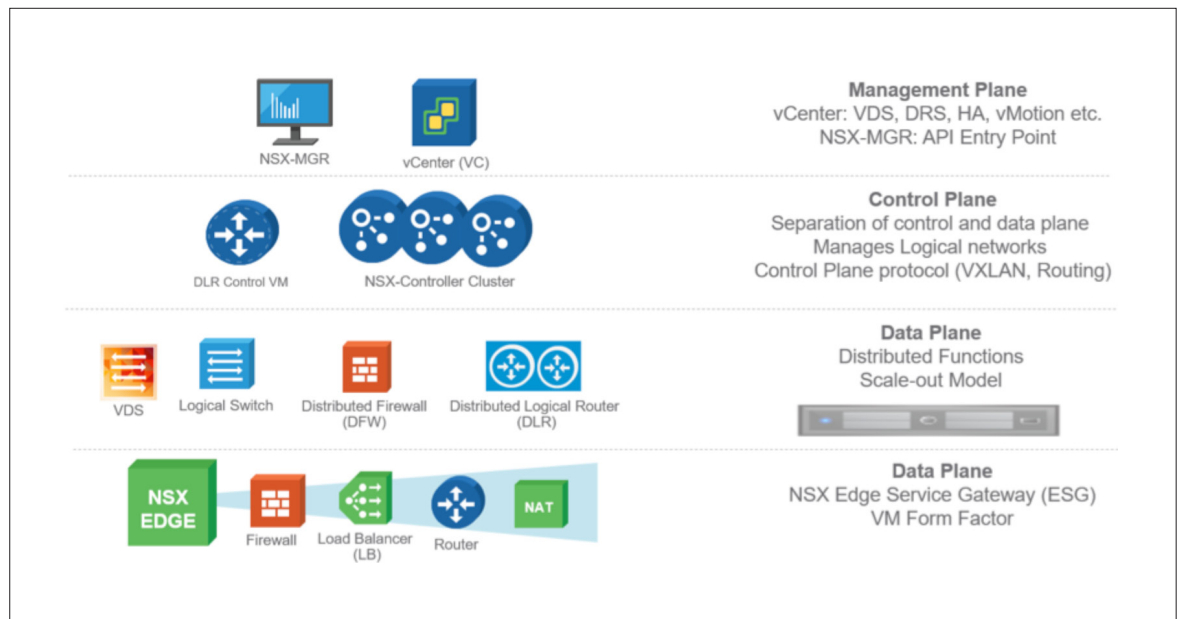 Management Plane
vCenter: VDS, DRS, HA, vMotion etc.
NSX-MGR: API Entry Point
NSX-MGR
vCenter (VC)
Control Plane
Separation of control and data plane
Manages Logical networks
Control Plane protocol (VXLAN, Routing)
DLR Control VM
NSX-Controller Cluster
Data Plane
Distributed Functions
Scale-out Model
VDS
Logical Switch
Distributed Firewall
(DFW)
Distributed Logical Router
(DLR)
Data Plane
NSX Edge Service Gateway (ESG)
VM Form Factor
NSX
EDGE
Firewall
Load Balancer
(LB)
Router
NAT